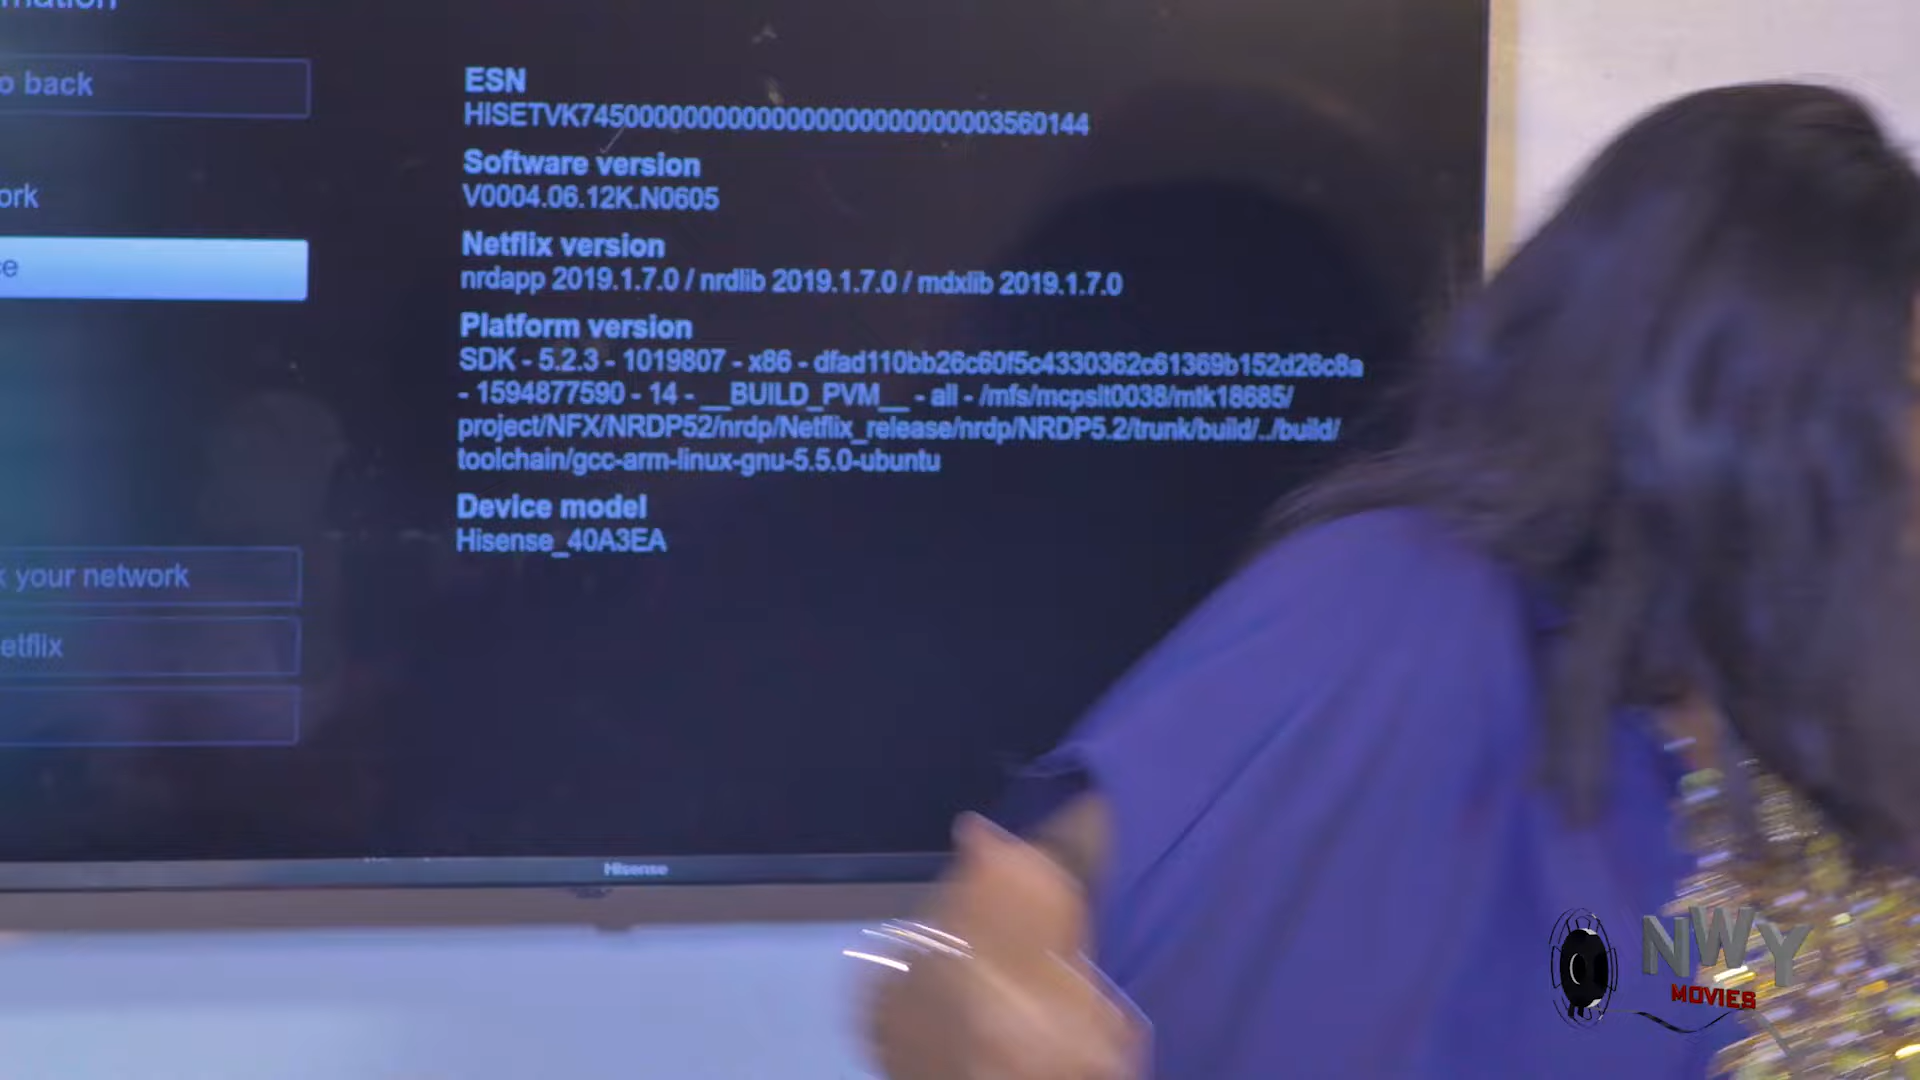 mation
o back
ork
ce
k your network
etflix
ESN
HISETVK7450000000000000000000000003560144
Software version
V0004.06.12K.N0605
Netflix version
nrdapp 2019.1.7.0 / nrdlib 2019.1.7.0 / mdxlib 2019.1.7.0
Platform version
SDK - 5.2.3 - 1019807 - x86 - dfad110bb26c60f5c4330362c61369b152d26c8a
- 1594877590 - 14 - __BUILD_PVM__ - all - /mfs/mcpslt0038/mtk18685/
project/NFX/NRDP52/nrdp/Netflix_release/nrdp/NRDP5.2/trunk/build/../build/
toolchain/gcc-arm-linux-gnu-5.5.0-ubuntu
Device model
Hisense_40A3EA
Hisense
NWY
MOVIES